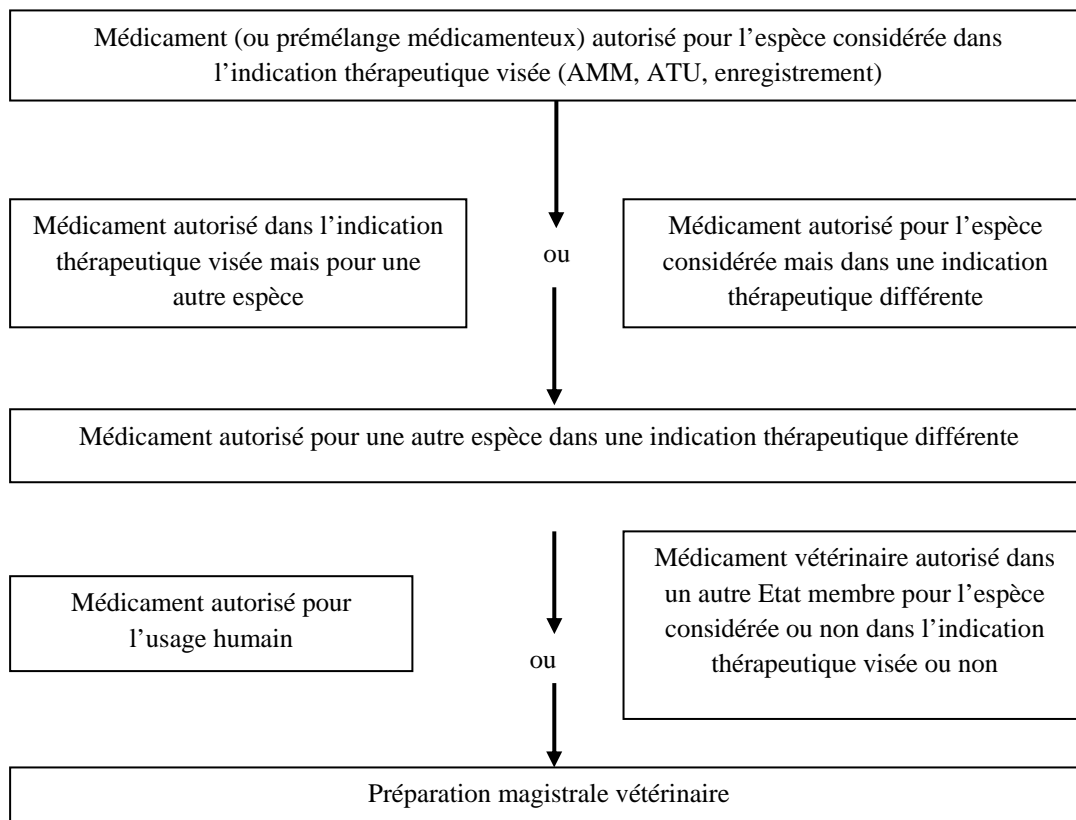 Médicament (ou prémélange médicamenteux) autorisé pour l’espèce considérée dans
l’indication thérapeutique visée (AMM, ATU, enregistrement)
Médicament autorisé dans l’indication
thérapeutique visée mais pour une
autre espèce
ou
Médicament autorisé pour l’espèce
considérée mais dans une indication
thérapeutique différente
Médicament autorisé pour une autre espèce dans une indication thérapeutique différente
Médicament autorisé pour
l’usage humain
ou
Médicament vétérinaire autorisé dans
un autre Etat membre pour l’espèce
considérée ou non dans l’indication
thérapeutique visée ou non
Préparation magistrale vétérinaire